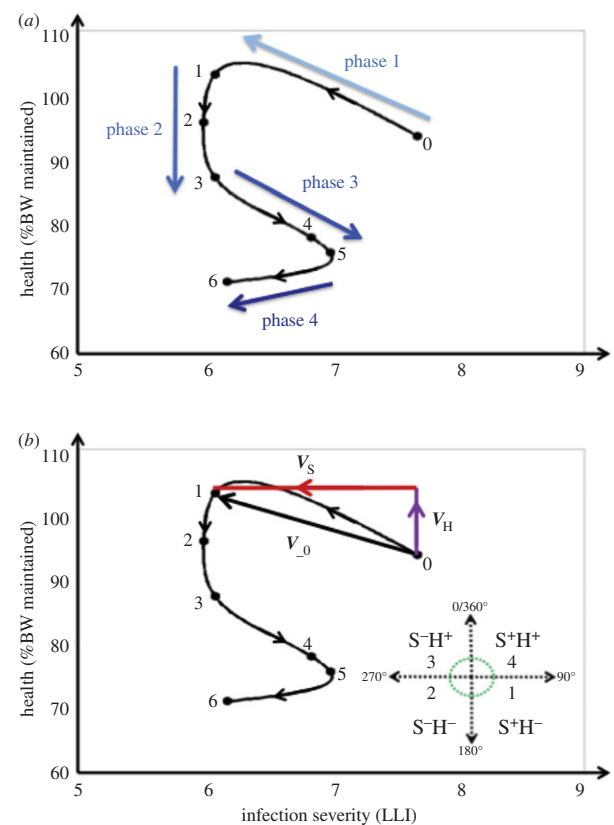 (a)
110
100
90
80
70
60
health (%BW maintained)
phase 1
phase 2
phase 3
phase 4
0
1
2
3
4
5
6
5 6 7 8 9
(b)
110
100
90
80
70
60
health (%BW maintained)
V_S
V_H
V_0
0
1
2
3
4
5
6
0/360°
S⁻H⁺ S⁺H⁺
3 4
270° 90°
2 1
S⁻H⁻ S⁺H⁻
180°
5 6 7 8 9
infection severity (LLI)